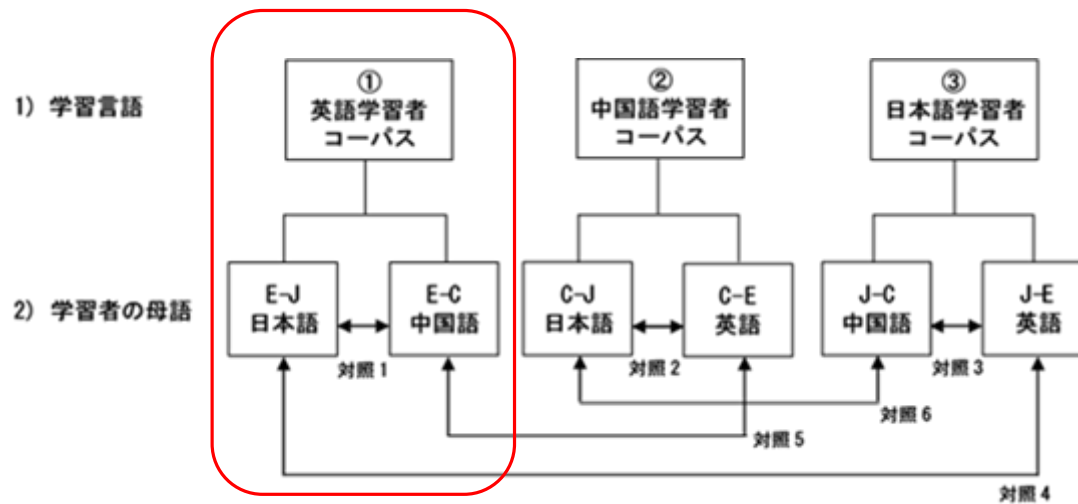 ①
英語学習者
コーパス
②
中国語学習者
コーパス
③
日本語学習者
コーパス
1) 学習言語
E-J
日本語
E-C
中国語
C-J
日本語
C-E
英語
J-C
中国語
J-E
英語
2) 学習者の母語
対照1
対照2
対照3
対照6
対照5
対照4